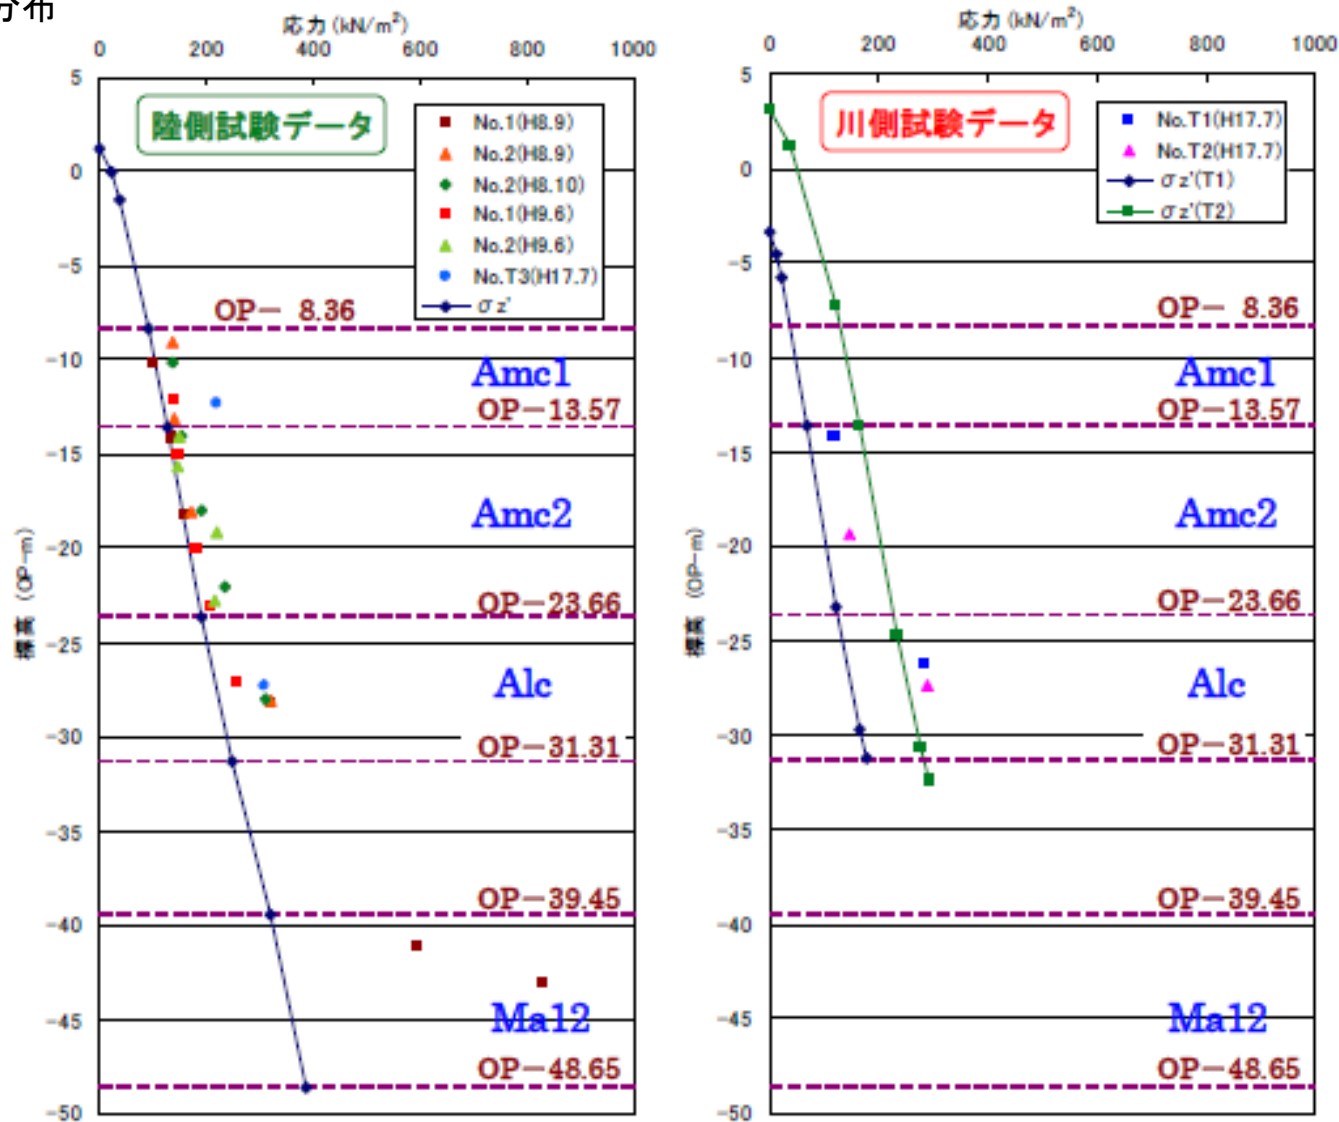 分布
応力 (kN/m²)
0 200 400 600 800 1000
5
0
-5
-10
-15
-20
-25
-30
-35
-40
-45
-50
標高 (OP-m)
陸側試験データ
No.1(H8.9)
No.2(H8.9)
No.2(H8.10)
No.1(H9.6)
No.2(H9.6)
No.T3(H17.7)
σz'
OP- 8.36
Amc1
OP-13.57
Amc2
OP-23.66
Alc
OP-31.31
OP-39.45
Ma12
OP-48.65
応力 (kN/m²)
0 200 400 600 800 1000
5
0
-5
-10
-15
-20
-25
-30
-35
-40
-45
-50
標高 (OP-m)
川側試験データ
No.T1(H17.7)
No.T2(H17.7)
σz'(T1)
σz'(T2)
OP- 8.36
Amc1
OP-13.57
Amc2
OP-23.66
Alc
OP-31.31
OP-39.45
Ma12
OP-48.65